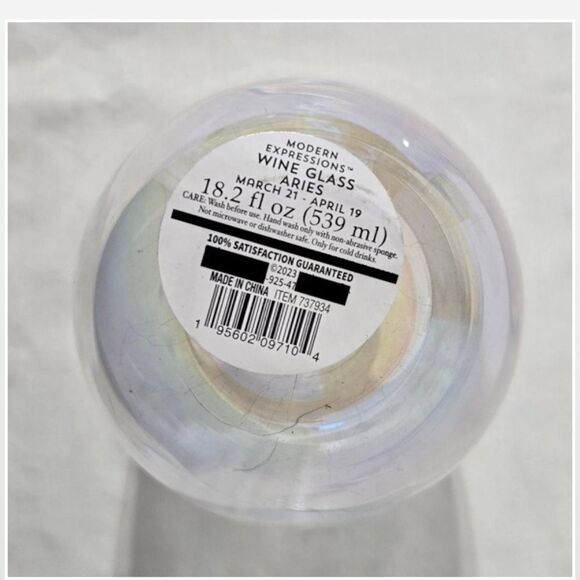 MODERN
EXPRESSIONS™
WINE GLASS
ARIES
MARCH 21 - APRIL 19
18.2 fl oz (539 ml)
CARE: Wash before use. Hand wash only with non-abrasive sponge.
Not microwave or dishwasher safe. Only for cold drinks.
100% SATISFACTION GUARANTEED
©2023
-925-47
MADE IN CHINA ITEM 737934
1 95602 09710 4